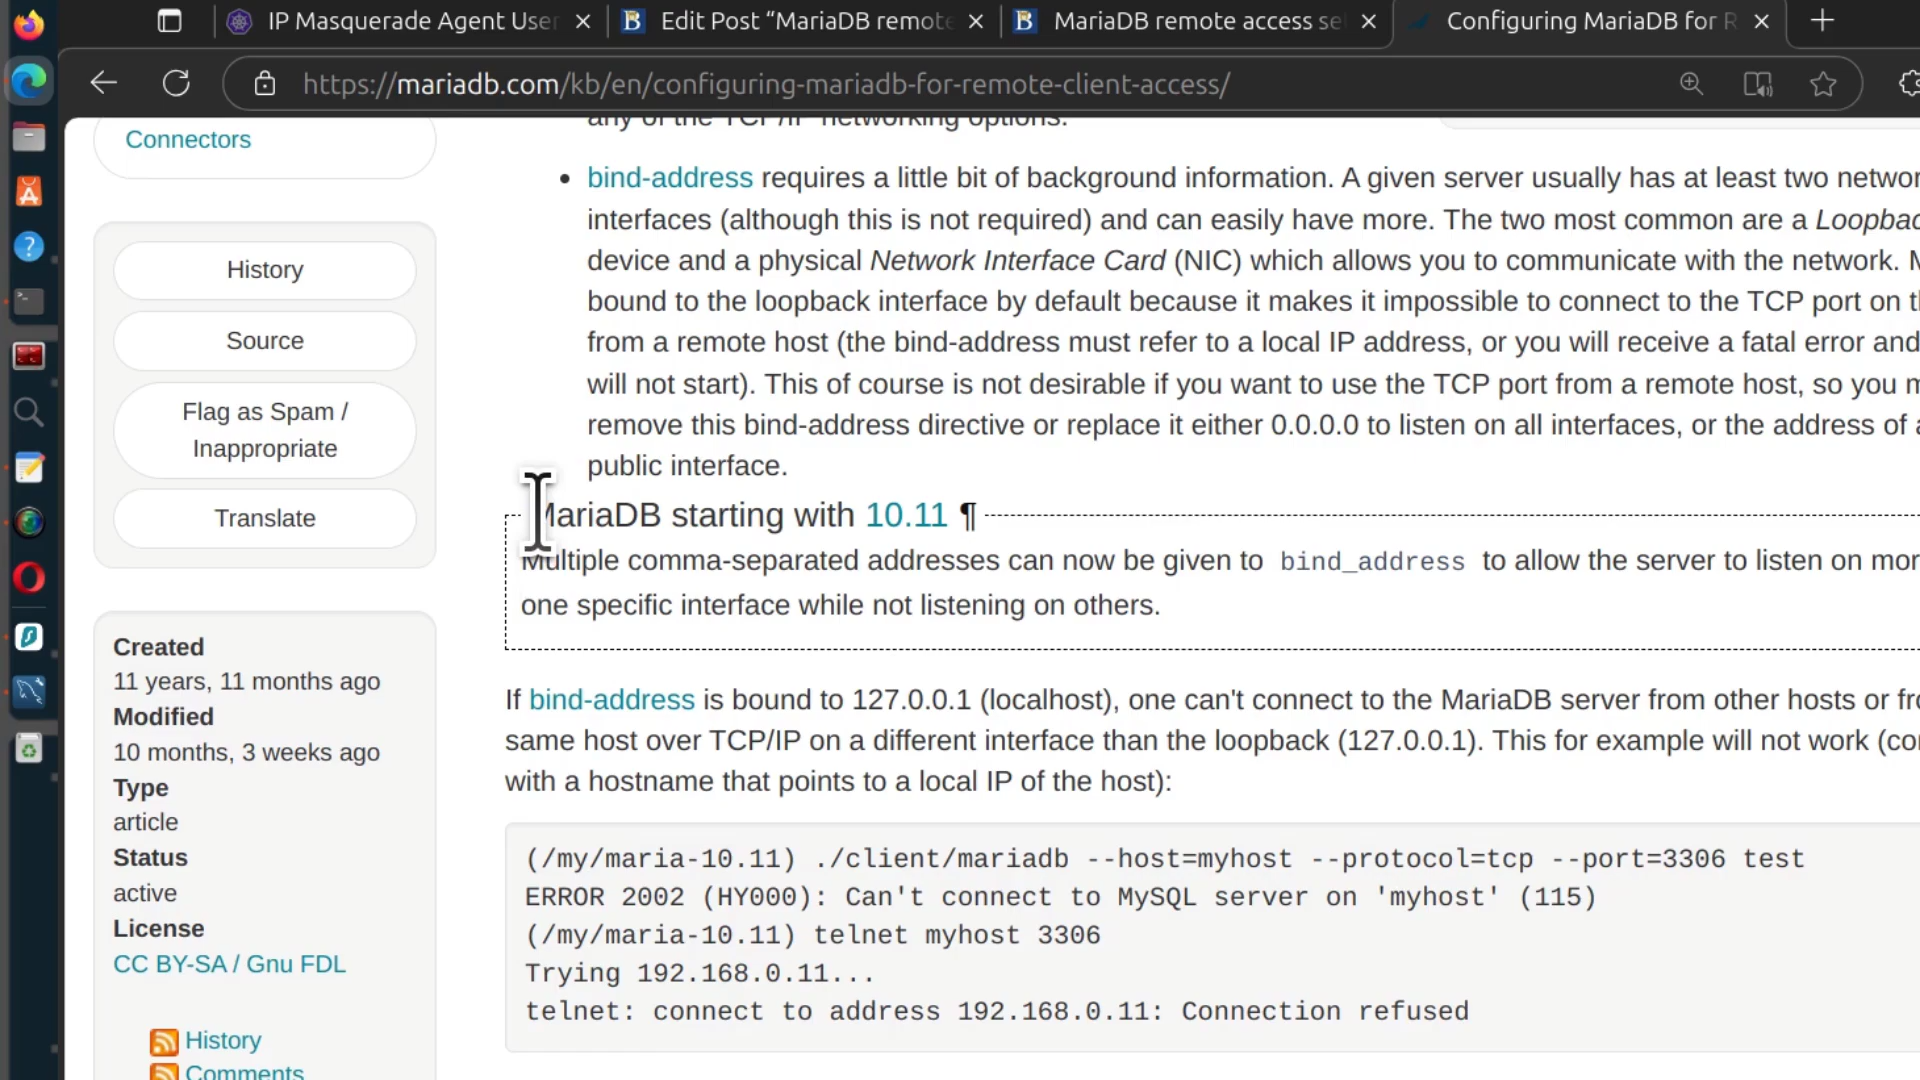 IP Masquerade Agent User
Edit Post “MariaDB remote
MariaDB remote access se
Configuring MariaDB for R
https://mariadb.com/kb/en/configuring-mariadb-for-remote-client-access/
Connectors
History
Source
Flag as Spam /
Inappropriate
Translate
Created
11 years, 11 months ago
Modified
10 months, 3 weeks ago
Type
article
Status
active
License
CC BY-SA / Gnu FDL
History
Comments
any of the TCP/IP networking options.
• bind-address requires a little bit of background information. A given server usually has at least two networ
interfaces (although this is not required) and can easily have more. The two most common are a Loopbac
device and a physical Network Interface Card (NIC) which allows you to communicate with the network. M
bound to the loopback interface by default because it makes it impossible to connect to the TCP port on th
from a remote host (the bind-address must refer to a local IP address, or you will receive a fatal error and
will not start). This of course is not desirable if you want to use the TCP port from a remote host, so you m
remove this bind-address directive or replace it either 0.0.0.0 to listen on all interfaces, or the address of a
public interface.
MariaDB starting with 10.11 ¶
Multiple comma-separated addresses can now be given to bind_address to allow the server to listen on mor
one specific interface while not listening on others.
If bind-address is bound to 127.0.0.1 (localhost), one can't connect to the MariaDB server from other hosts or fro
same host over TCP/IP on a different interface than the loopback (127.0.0.1). This for example will not work (co
with a hostname that points to a local IP of the host):
(/my/maria-10.11) ./client/mariadb --host=myhost --protocol=tcp --port=3306 test
ERROR 2002 (HY000): Can't connect to MySQL server on 'myhost' (115)
(/my/maria-10.11) telnet myhost 3306
Trying 192.168.0.11...
telnet: connect to address 192.168.0.11: Connection refused